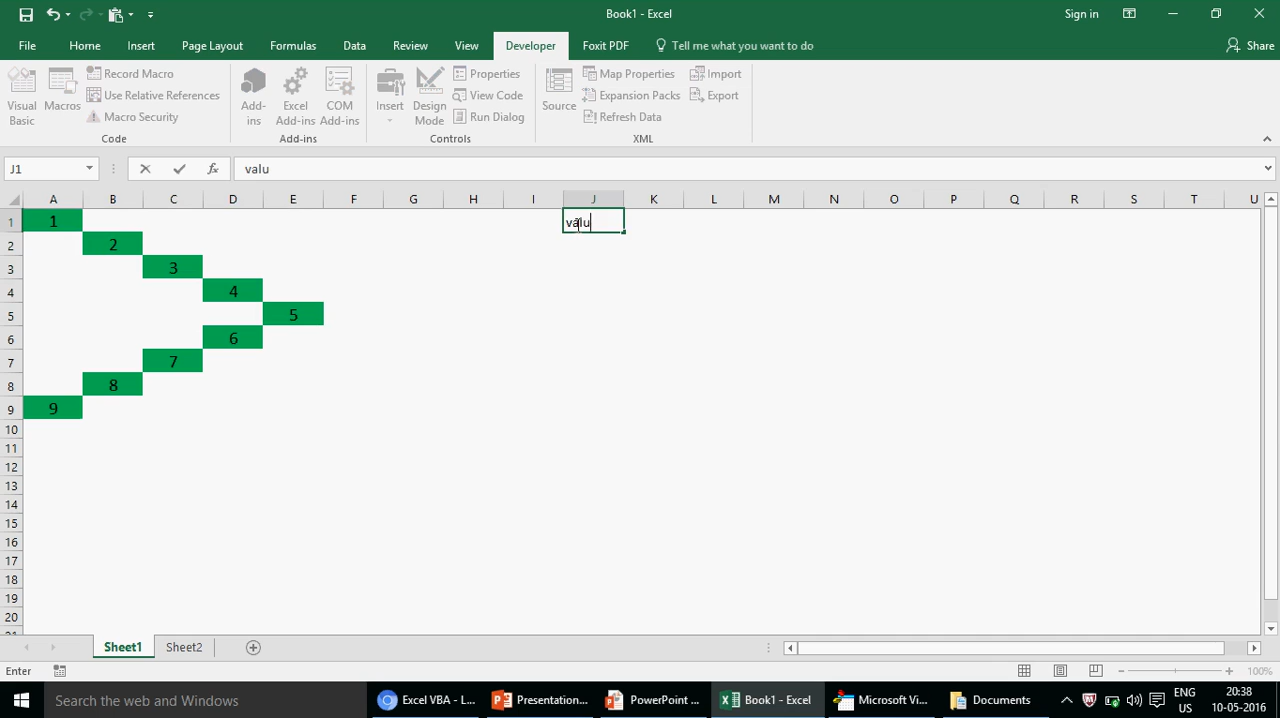 Book1 - Excel
Sign in
File Home Insert Page Layout Formulas Data Review View Developer Foxit PDF Tell me what you want to do Share
Visual Basic
Macros
Record Macro
Use Relative References
Macro Security
Code
Add-ins
Excel Add-ins
COM Add-ins
Add-ins
Insert
Design Mode
Properties
View Code
Run Dialog
Controls
Source
Map Properties
Expansion Packs
Refresh Data
Import
Export
XML
J1 fx valu
A B C D E F G H I J K L M N O P Q R S T U
1 1 valu
2 2
3 3
4 4
5 5
6 6
7 7
8 8
9 9
10
11
12
13
14
15
16
17
18
19
20
21
Sheet1 Sheet2
Enter 100%
Search the web and Windows Excel VBA - L... Presentation... PowerPoint ... Book1 - Excel Microsoft Vi... Documents ENG 20:38
US 10-05-2016